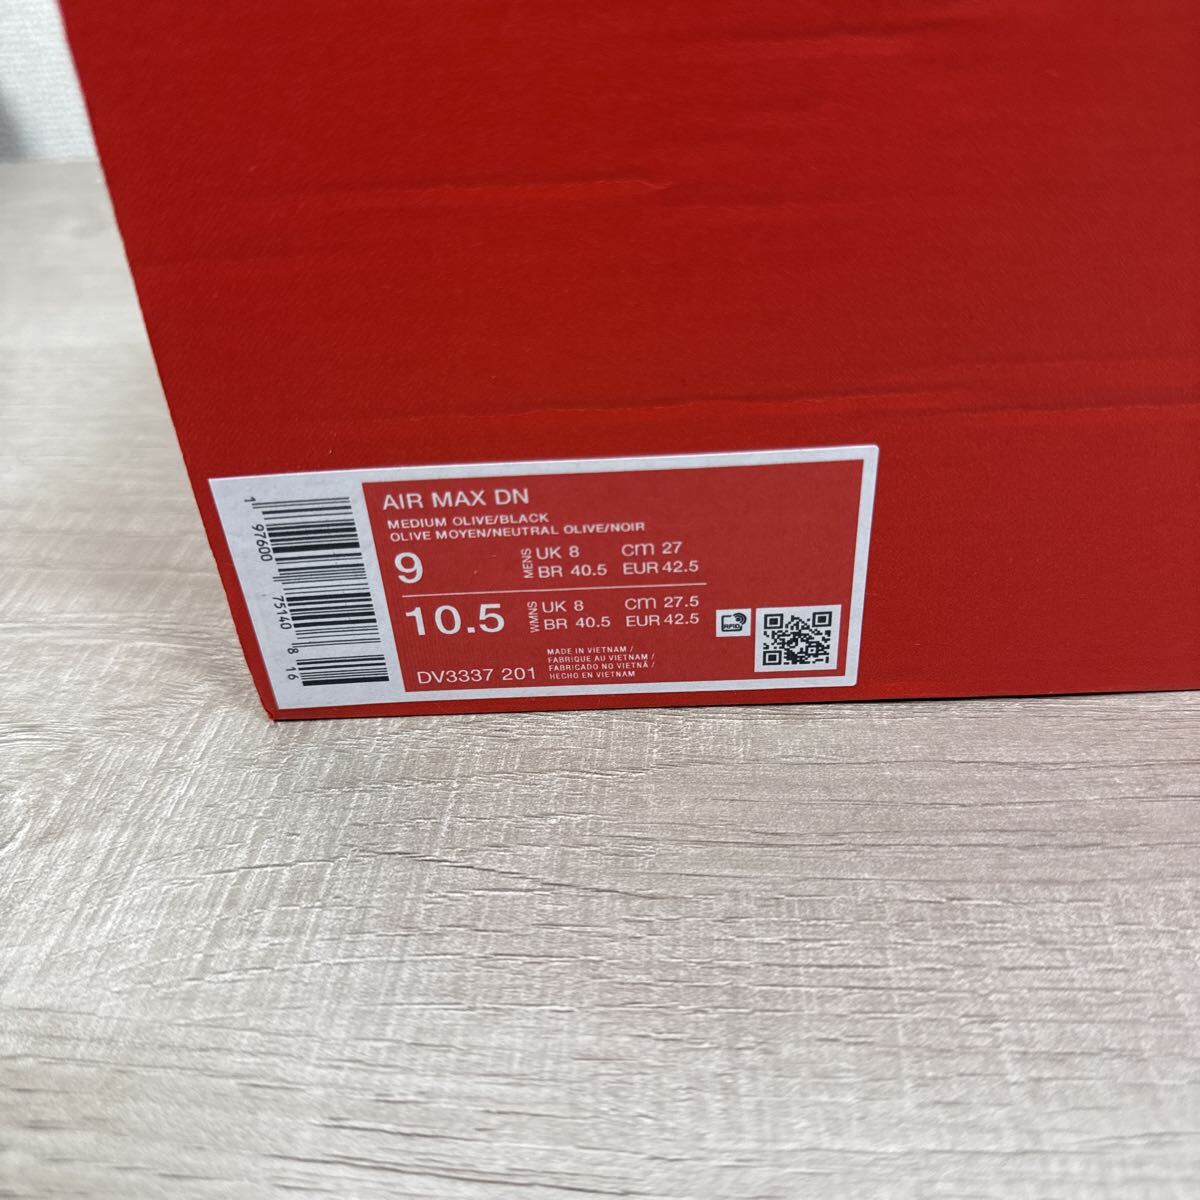 AIR MAX DN
MEDIUM OLIVE/BLACK
OLIVE MOYEN/NEUTRAL OLIVE/NOIR
9 MENS UK 8 cm 27
BR 40.5 EUR 42.5
10.5 WMNS UK 8 cm 27.5
BR 40.5 EUR 42.5
RFID
DV3337 201
MADE IN VIETNAM /
FABRIQUE AU VIETNAM /
FABRICADO NO VIETNÃ /
HECHO EN VIETNAM
1 97600 75140 8 16